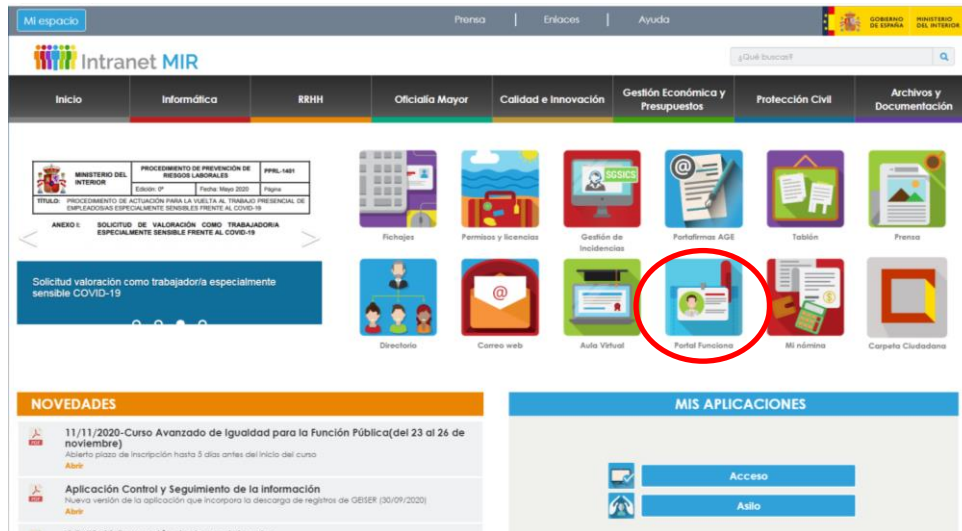 Mi espacio
Prensa | Enlaces | Ayuda
GOBIERNO DE ESPAÑA
MINISTERIO DEL INTERIOR
Intranet MIR
¿Qué buscas?
Inicio
Informática
RRHH
Oficialía Mayor
Calidad e Innovación
Gestión Económica y Presupuestos
Protección Civil
Archivos y Documentación
MINISTERIO DEL INTERIOR
PROCEDIMIENTO DE PREVENCIÓN DE RIESGOS LABORALES
PPRL-1401
Edición: 0ª
Fecha: Mayo 2020
Página
TÍTULO: PROCEDIMIENTO DE ACTUACIÓN PARA LA VUELTA AL TRABAJO PRESENCIAL DE EMPLEADOS/AS ESPECIALMENTE SENSIBLES FRENTE AL COVID-19
ANEXO I: SOLICITUD DE VALORACIÓN COMO TRABAJADOR/A ESPECIALMENTE SENSIBLE FRENTE AL COVID-19
Solicitud valoración como trabajador/a especialmente
sensible COVID-19
SGSICS
Fichajes
Permisos y licencias
Gestión de Incidencias
Portafirmas AGE
Tablón
Prensa
Directorio
Correo web
Aula Virtual
Portal Funciona
Mi nómina
Carpeta Ciudadana
NOVEDADES
11/11/2020-Curso Avanzado de Igualdad para la Función Pública(del 23 al 26 de
noviembre)
Abierto plazo de inscripción hasta 5 días antes del inicio del curso
Abrir
Aplicación Control y Seguimiento de la información
Nueva versión de la aplicación que incorpora la descarga de registros de GEISER (30/09/2020)
Abrir
MIS APLICACIONES
Acceso
Asilo